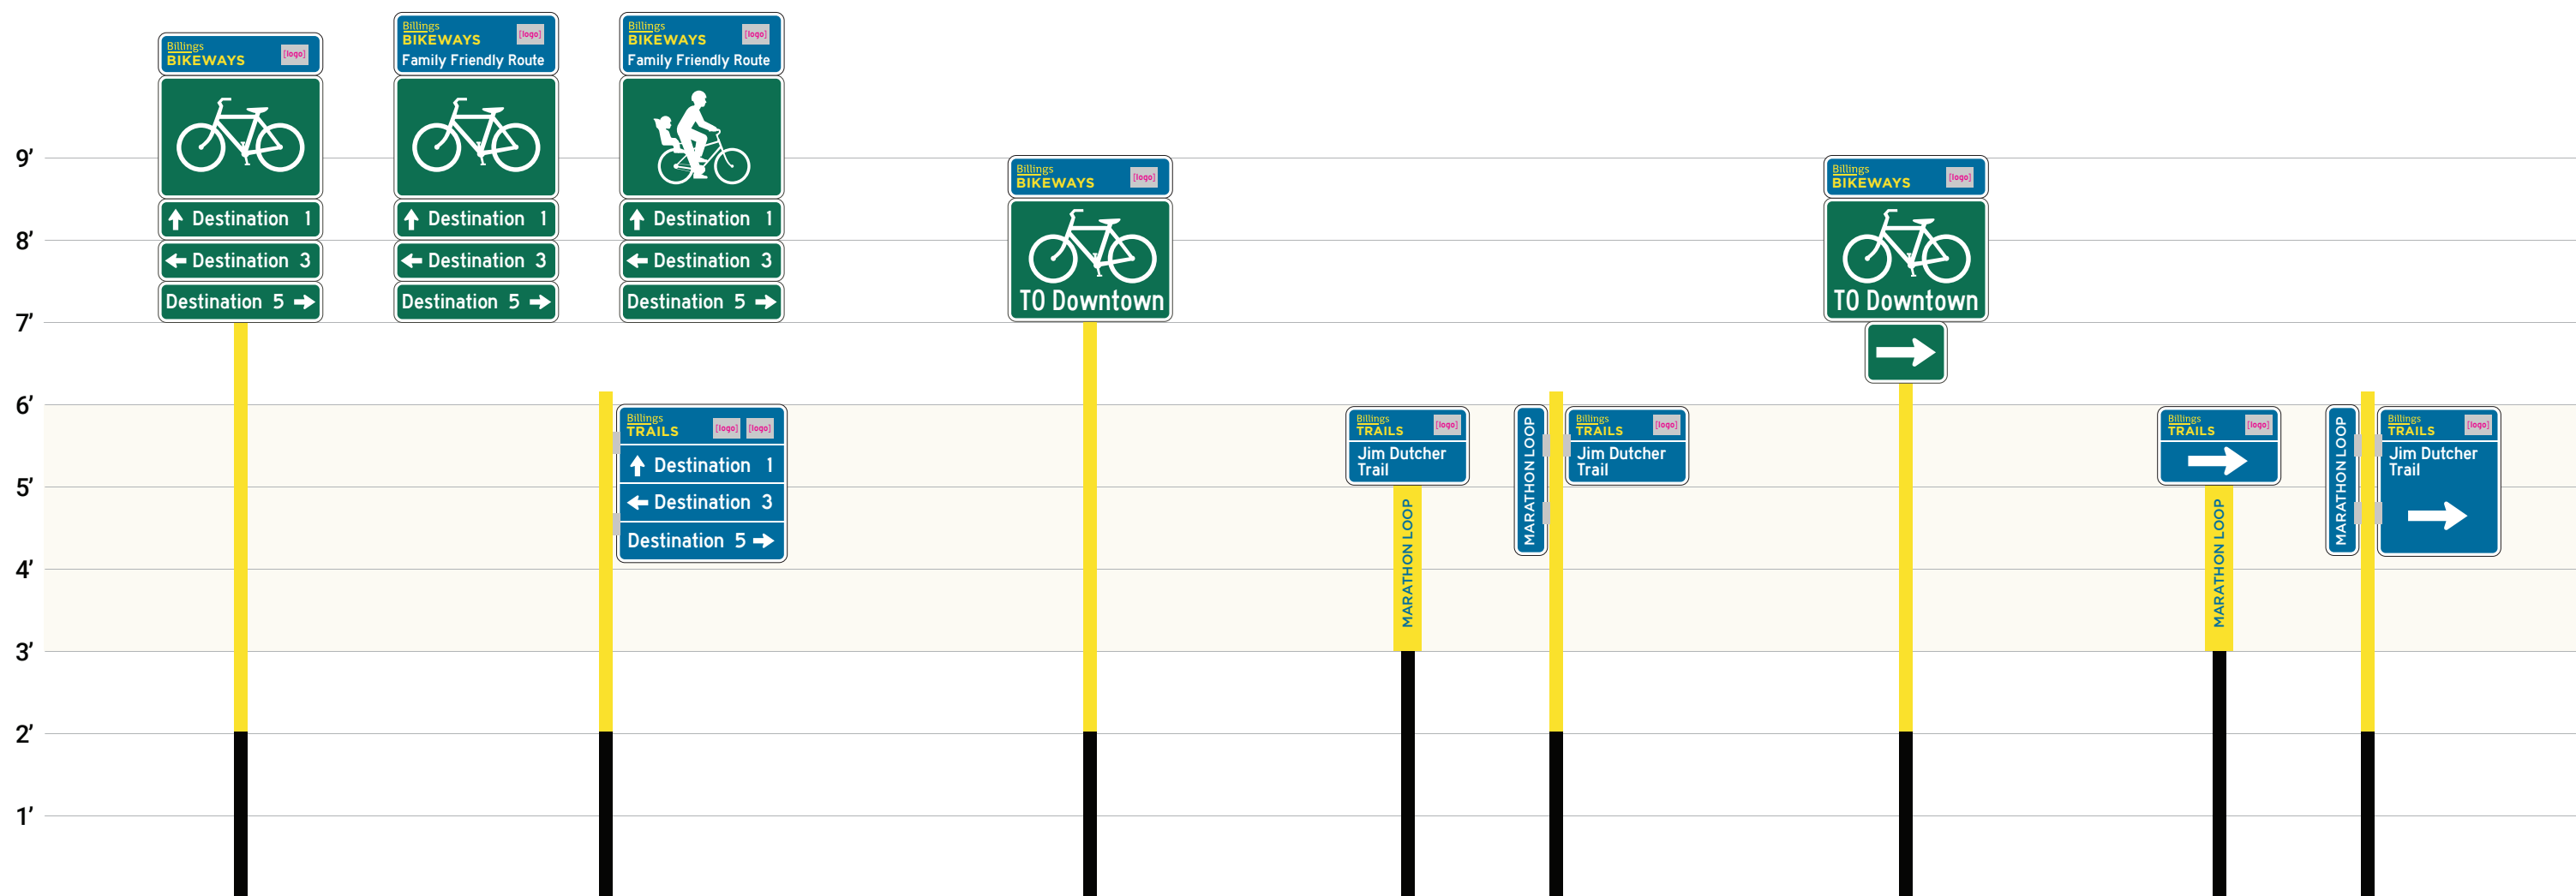 Billings
BIKEWAYS
[logo]
↑ Destination 1
← Destination 3
Destination 5 →
Billings
BIKEWAYS
[logo]
Family Friendly Route
↑ Destination 1
← Destination 3
Destination 5 →
Billings
BIKEWAYS
[logo]
Family Friendly Route
↑ Destination 1
← Destination 3
Destination 5 →
Billings
TRAILS
[logo] [logo]
↑ Destination 1
← Destination 3
Destination 5 →
Billings
BIKEWAYS
[logo]
TO Downtown
Billings
TRAILS
[logo]
Jim Dutcher
Trail
MARATHON LOOP
MARATHON LOOP
Billings
TRAILS
[logo]
Jim Dutcher
Trail
Billings
BIKEWAYS
[logo]
TO Downtown
→
Billings
TRAILS
[logo]
→
MARATHON LOOP
MARATHON LOOP
Billings
TRAILS
[logo]
Jim Dutcher
Trail
→
9’
8’
7’
6’
5’
4’
3’
2’
1’